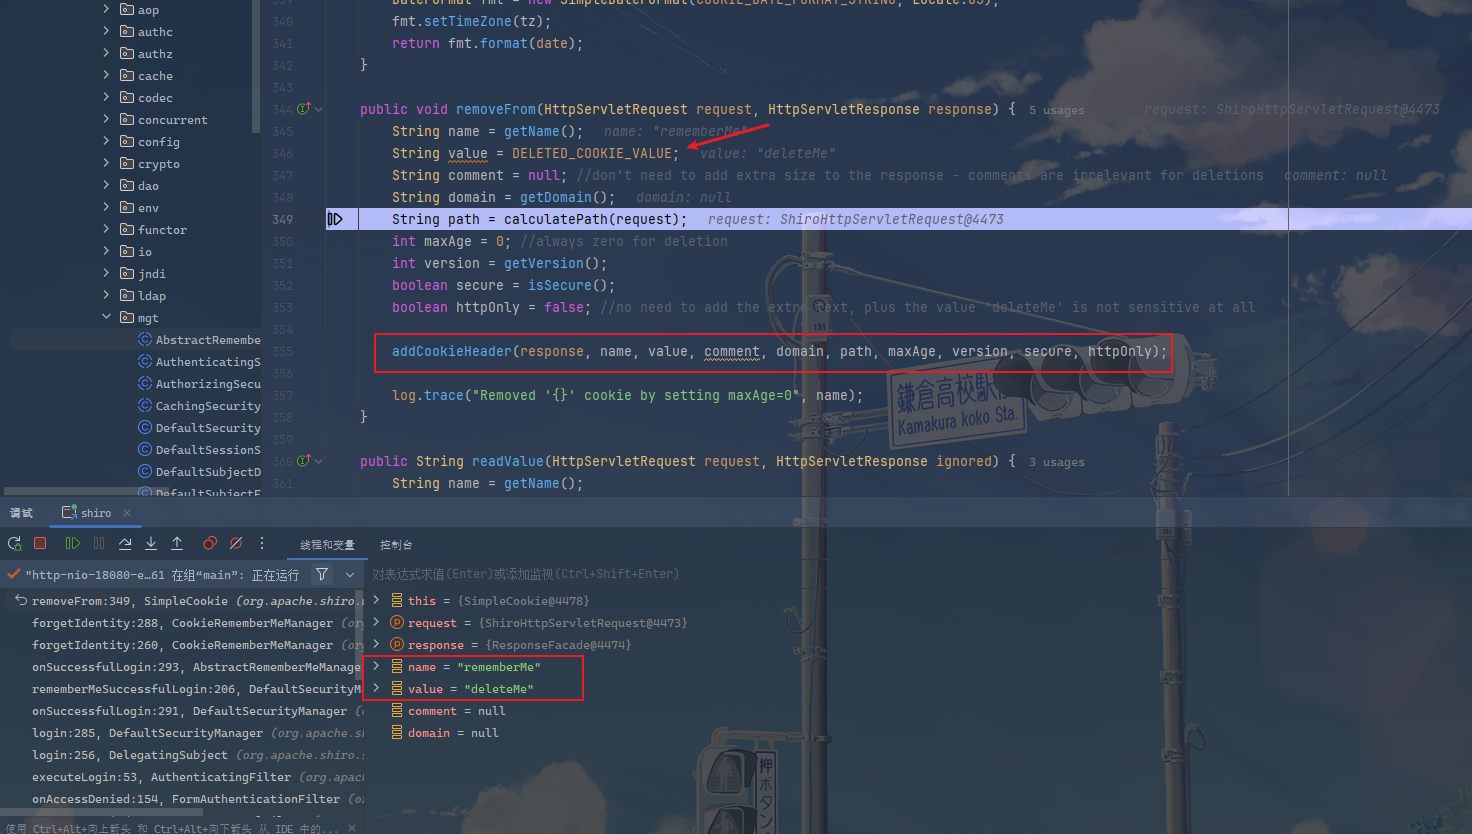 aop
authc
authz
cache
codec
concurrent
config
crypto
dao
env
functor
io
jndi
ldap
mgt
AbstractRemembe
AuthenticatingS
AuthorizingSecu
CachingSecurity
DefaultSecurity
DefaultSessionS
DefaultSubjectD
DefaultSubjectF
339 DateFormat fmt = new SimpleDateFormat(COOKIE_DATE_FORMAT_STRING, Locale.US);
340 fmt.setTimeZone(tz);
341 return fmt.format(date);
342 }
343
344 public void removeFrom(HttpServletRequest request, HttpServletResponse response) { 5 usages request: ShiroHttpServletRequest@4473
345 String name = getName(); name: "rememberMe"
346 String value = DELETED_COOKIE_VALUE; value: "deleteMe"
347 String comment = null; //don't need to add extra size to the response - comments are irrelevant for deletions comment: null
348 String domain = getDomain(); domain: null
349 String path = calculatePath(request); request: ShiroHttpServletRequest@4473
350 int maxAge = 0; //always zero for deletion
351 int version = getVersion();
352 boolean secure = isSecure();
353 boolean httpOnly = false; //no need to add the extra text, plus the value 'deleteMe' is not sensitive at all
354
355 addCookieHeader(response, name, value, comment, domain, path, maxAge, version, secure, httpOnly);
356
357 log.trace("Removed '{}' cookie by setting maxAge=0", name);
358 }
359
360 public String readValue(HttpServletRequest request, HttpServletResponse ignored) { 3 usages
361 String name = getName();
121
鎌倉高校駅
Kamakura koko Sta.
押ボタン
调试 shiro
线程和变量 控制台
"http-nio-18080-e…61 在组"main": 正在运行
对表达式求值(Enter)或添加监视(Ctrl+Shift+Enter)
removeFrom:349, SimpleCookie (org.apache.shiro.
forgetIdentity:288, CookieRememberMeManager (org.
forgetIdentity:260, CookieRememberMeManager (org.
onSuccessfulLogin:293, AbstractRememberMeManage
rememberMeSuccessfulLogin:206, DefaultSecurityM
onSuccessfulLogin:291, DefaultSecurityManager (
login:285, DefaultSecurityManager (org.apache.sh
login:256, DelegatingSubject (org.apache.shiro.
executeLogin:53, AuthenticatingFilter (org.apac
onAccessDenied:154, FormAuthenticationFilter (o
this = {SimpleCookie@4478}
request = {ShiroHttpServletRequest@4473}
response = {ResponseFacade@4474}
name = "rememberMe"
value = "deleteMe"
comment = null
domain = null
使用 Ctrl+Alt+向上箭头 和 Ctrl+Alt+向下箭头 从 IDE 中的...